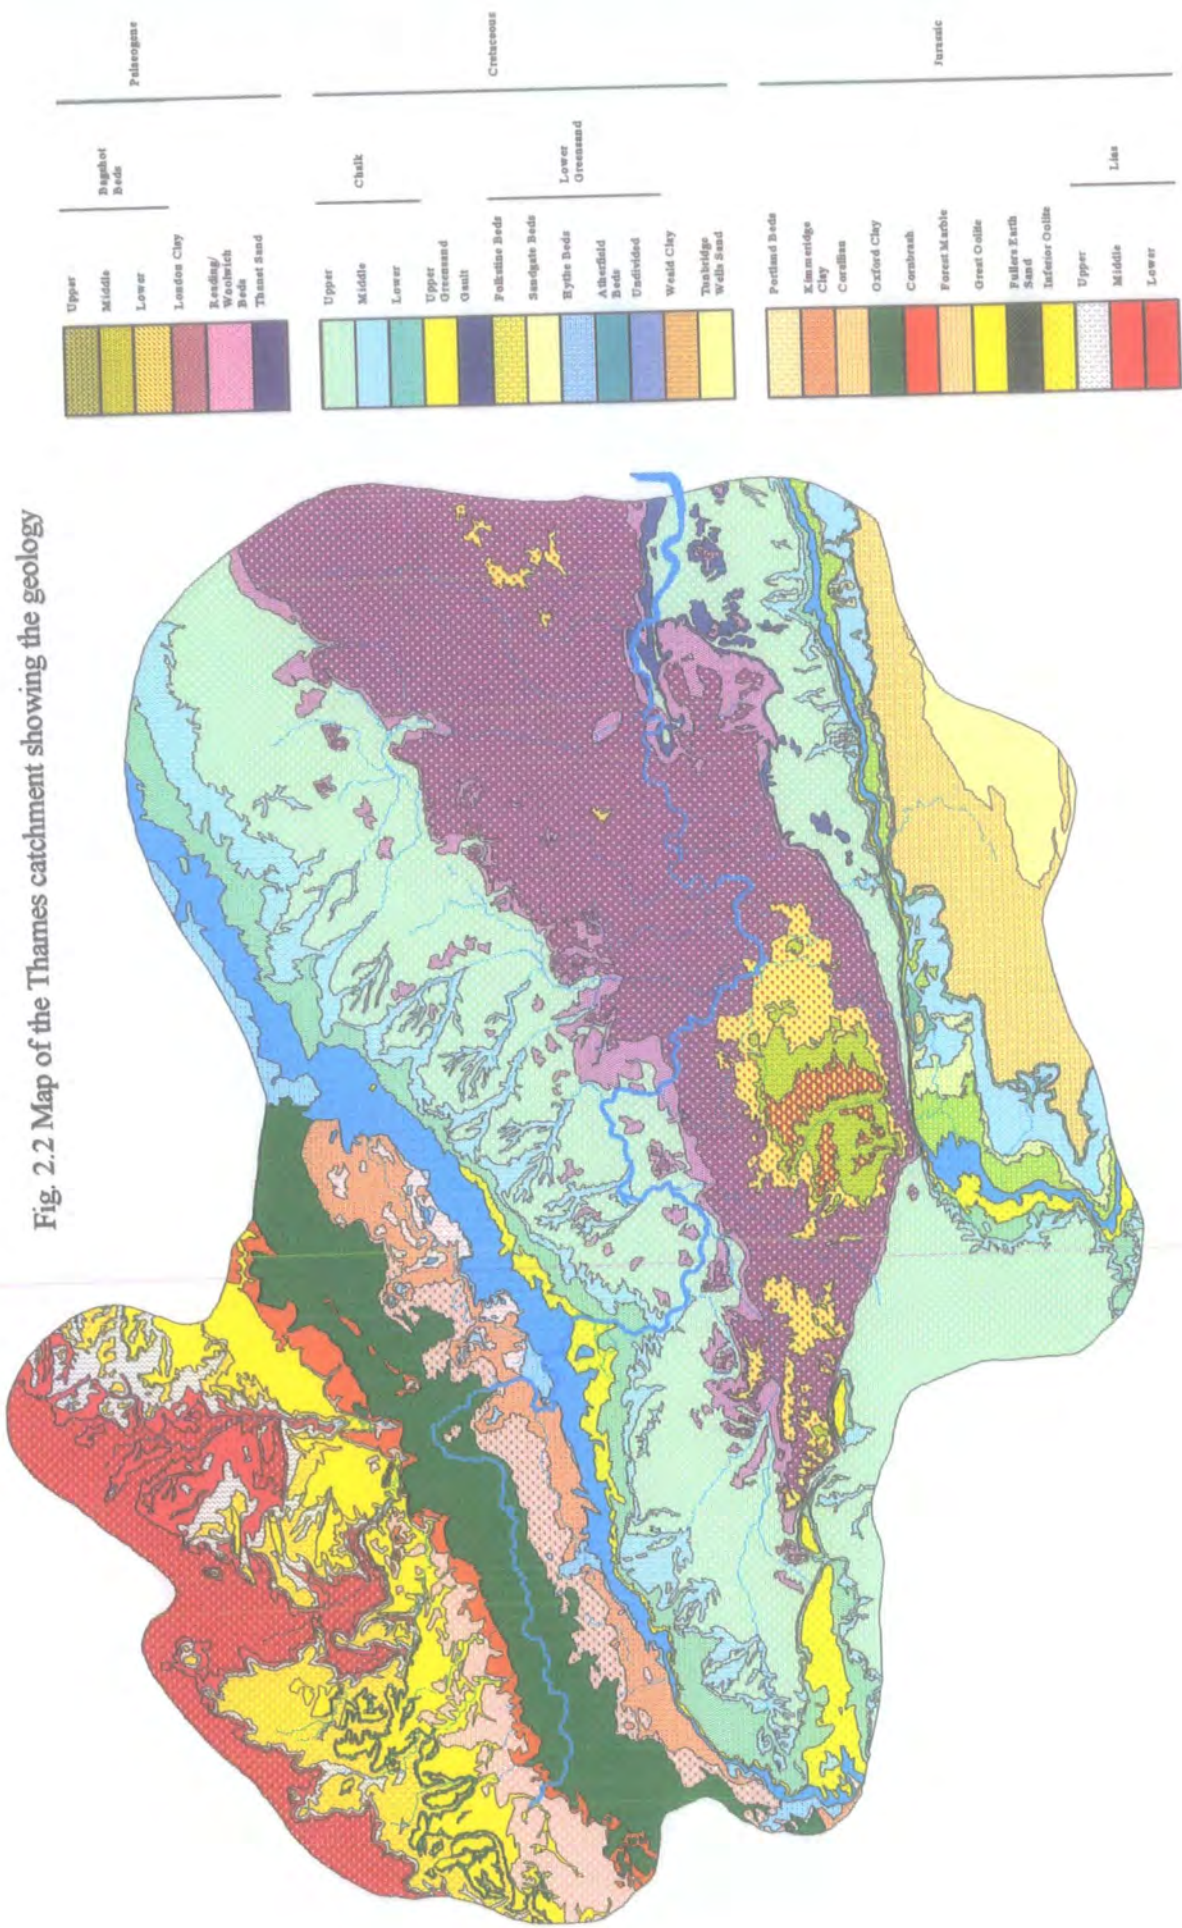 Fig. 2.2 Map of the Thames catchment showing the geology
Upper
Middle
Lower
London Clay
Reading/
Woolwich
Beds
Thanet Sand
Bagshot
Beds
Palaeogene
Upper
Middle
Lower
Upper
Greensand
Gault
Folkstine Beds
Sandgate Beds
Hythe Beds
Atherfield
Beds
Undivided
Weald Clay
Tunbridge
Wells Sand
Chalk
Lower
Greensand
Cretaceous
Portland Beds
Kimmeridge
Clay
Corallian
Oxford Clay
Cornbrash
Forest Marble
Great Oolite
Fullers Earth
Sand
Inferior Oolite
Upper
Middle
Lower
Lias
Jurassic